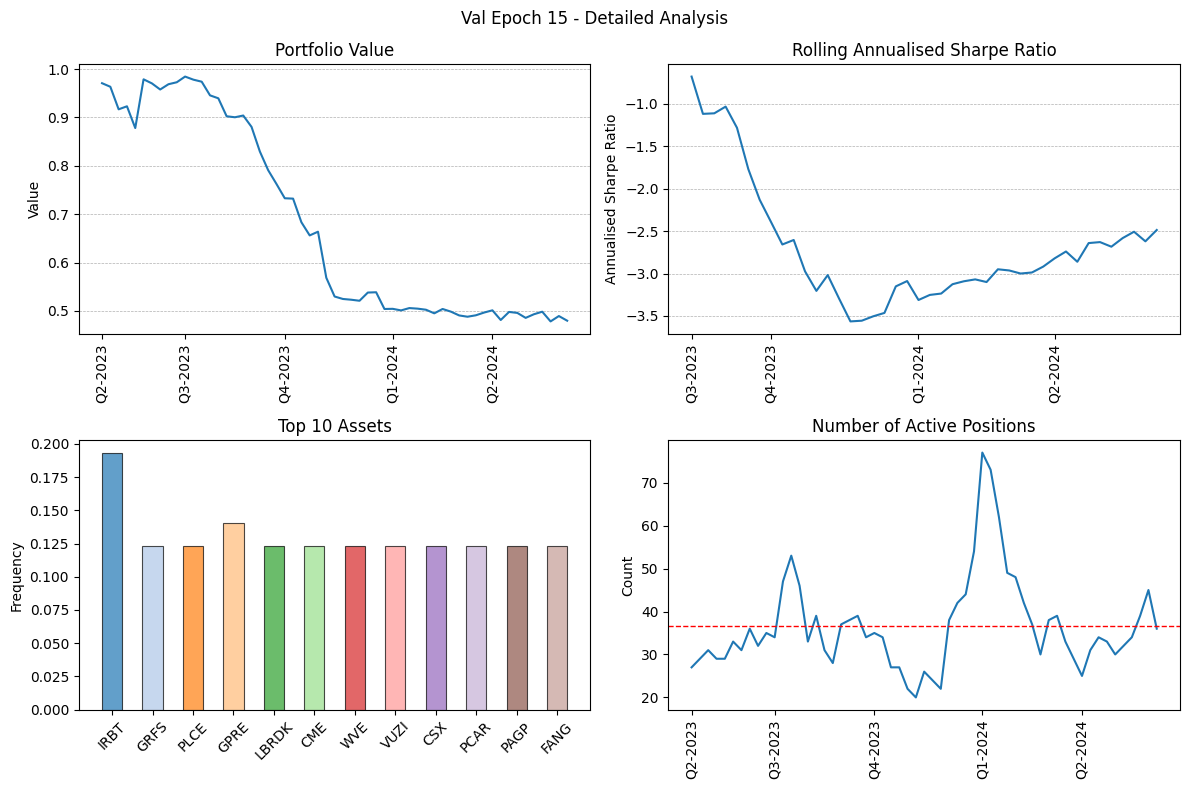 Val Epoch 15 - Detailed Analysis
Portfolio Value
Value
1.0
0.9
0.8
0.7
0.6
0.5
Q2-2023
Q3-2023
Q4-2023
Q1-2024
Q2-2024
Rolling Annualised Sharpe Ratio
Annualised Sharpe Ratio
−1.0
−1.5
−2.0
−2.5
−3.0
−3.5
Q3-2023
Q4-2023
Q1-2024
Q2-2024
Top 10 Assets
Frequency
0.200
0.175
0.150
0.125
0.100
0.075
0.050
0.025
0.000
IRBT
GRFS
PLCE
GPRE
LBRDK
CME
WVE
VUZI
CSX
PCAR
PAGP
FANG
Number of Active Positions
Count
70
60
50
40
30
20
Q2-2023
Q3-2023
Q4-2023
Q1-2024
Q2-2024